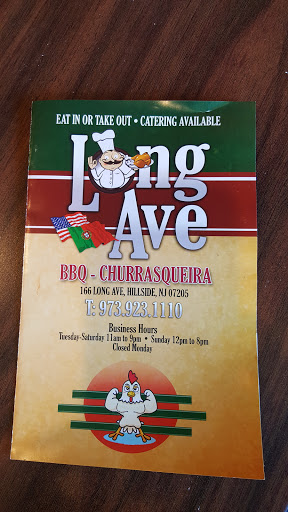 EAT IN OR TAKE OUT • CATERING AVAILABLE
Long
Ave
BBQ - CHURRASQUEIRA
166 LONG AVE, HILLSIDE, NJ 07205
T: 973.923.1110
Business Hours
Tuesday-Saturday 11am to 9pm • Sunday 12pm to 8pm
Closed Monday